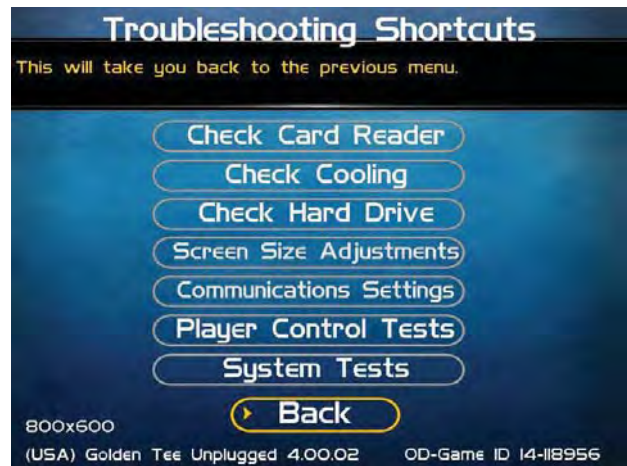 Troubleshooting Shortcuts
This will take you back to the previous menu.
Check Card Reader
Check Cooling
Check Hard Drive
Screen Size Adjustments
Communications Settings
Player Control Tests
System Tests
Back
800x600
(USA) Golden Tee Unplugged 4.00.02 OD-Game ID 14-118956